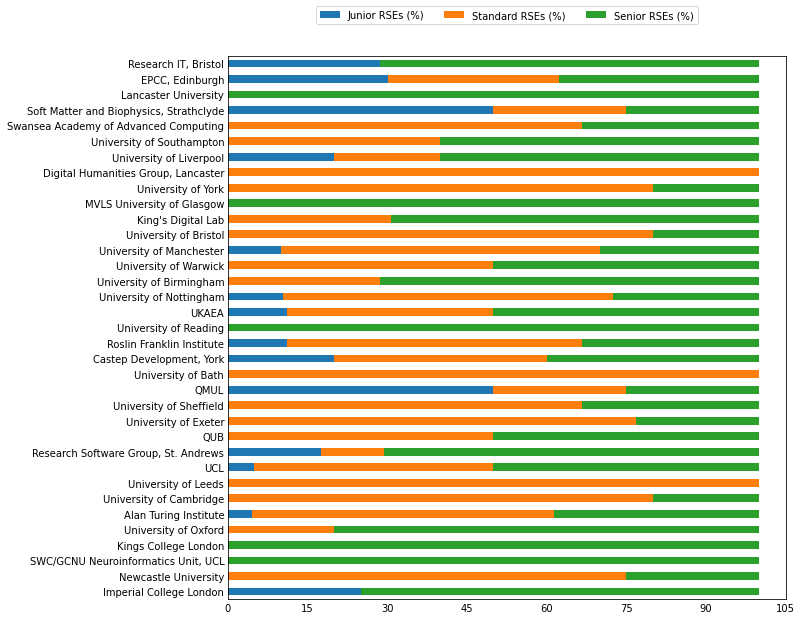 Junior RSEs (%) Standard RSEs (%) Senior RSEs (%)
Research IT, Bristol
EPCC, Edinburgh
Lancaster University
Soft Matter and Biophysics, Strathclyde
Swansea Academy of Advanced Computing
University of Southampton
University of Liverpool
Digital Humanities Group, Lancaster
University of York
MVLS University of Glasgow
King's Digital Lab
University of Bristol
University of Manchester
University of Warwick
University of Birmingham
University of Nottingham
UKAEA
University of Reading
Roslin Franklin Institute
Castep Development, York
University of Bath
QMUL
University of Sheffield
University of Exeter
QUB
Research Software Group, St. Andrews
UCL
University of Leeds
University of Cambridge
Alan Turing Institute
University of Oxford
Kings College London
SWC/GCNU Neuroinformatics Unit, UCL
Newcastle University
Imperial College London
0 15 30 45 60 75 90 105